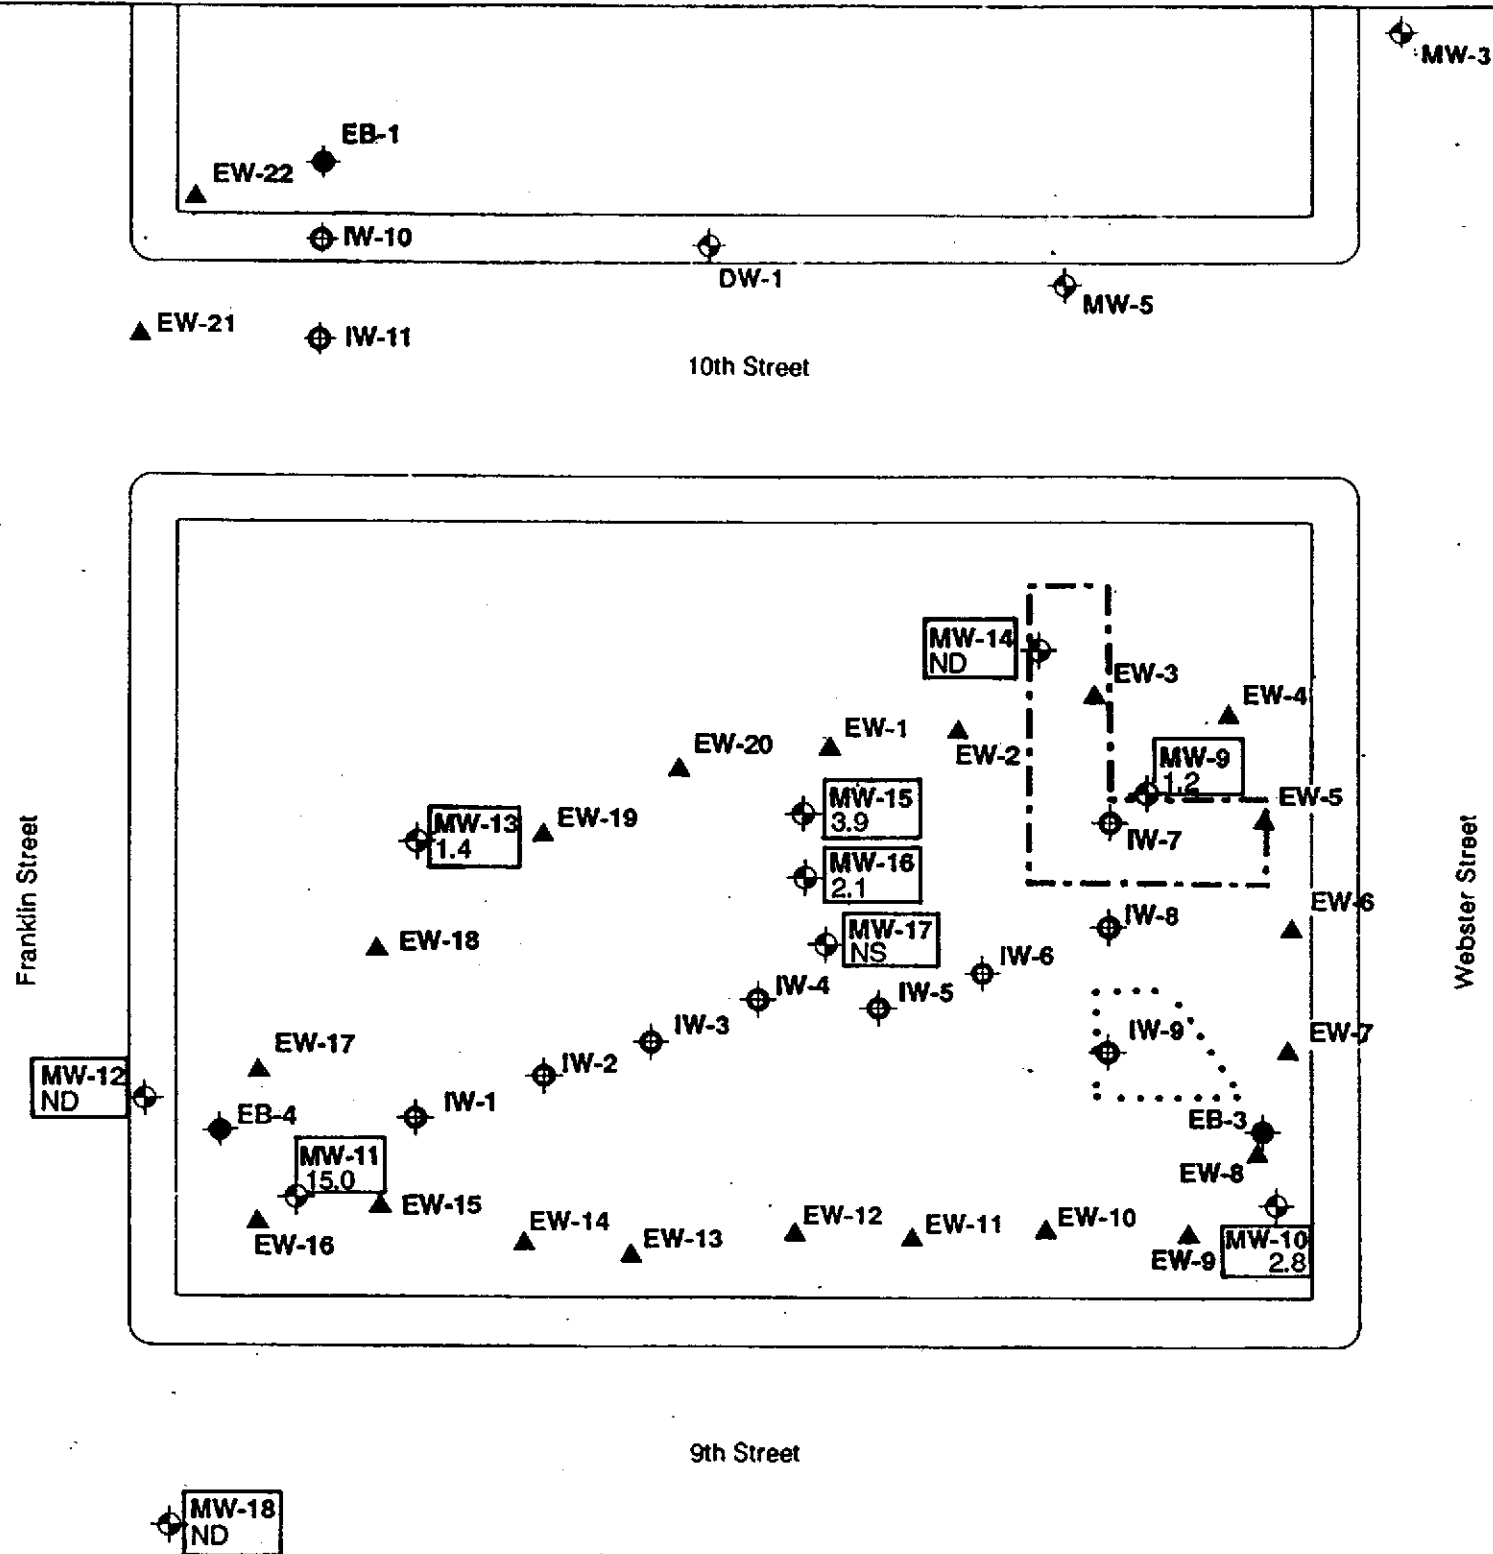 MW-3
EB-1
EW-22
IW-10
DW-1
MW-5
EW-21
IW-11
10th Street
MW-14
ND
EW-3
EW-4
EW-1
EW-2
EW-20
MW-9
1.2
EW-5
MW-15
3.9
MW-13
1.4
EW-19
IW-7
MW-16
2.1
Franklin Street
Webster Street
EW-6
IW-8
MW-17
NS
EW-18
IW-6
IW-4
IW-5
IW-3
IW-9
EW-7
EW-17
IW-2
MW-12
ND
IW-1
EB-4
EB-3
MW-11
15.0
EW-8
EW-15
EW-16
EW-14
EW-13
EW-12
EW-11
EW-10
EW-9
MW-10
2.8
9th Street
MW-18
ND